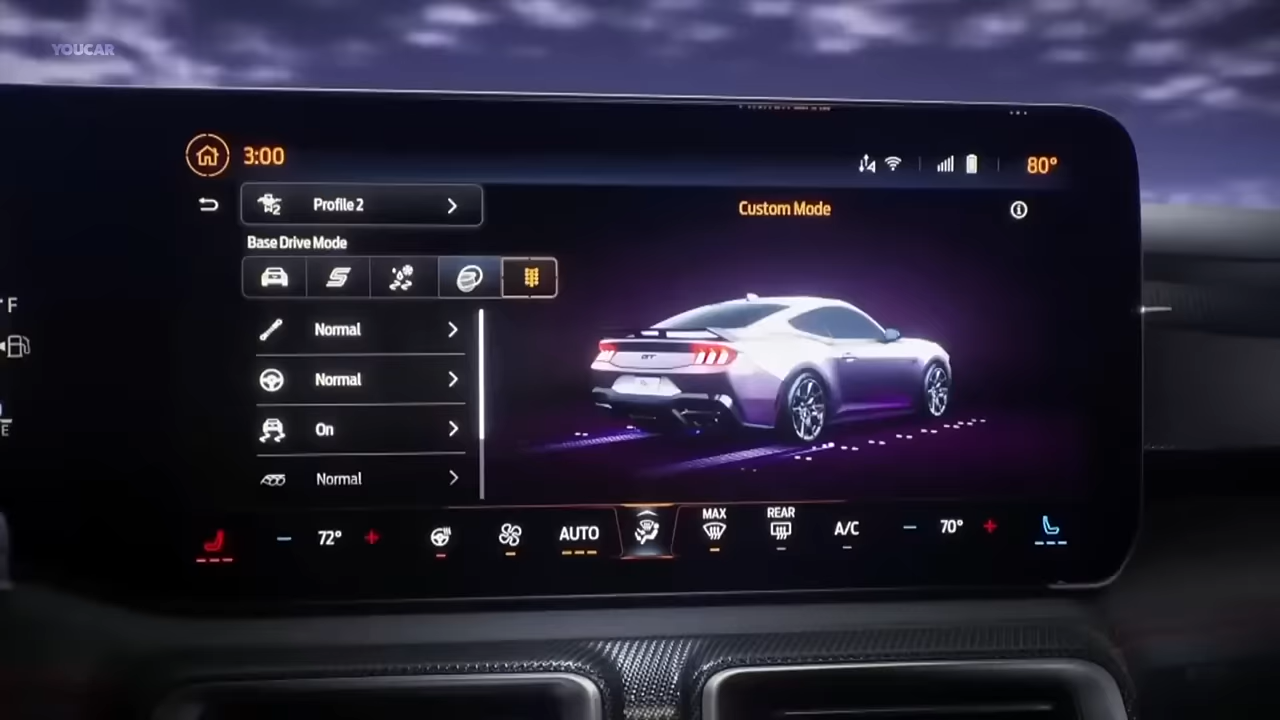 YOUCAR
3:00
80°
Profile 2
2
Custom Mode
Base Drive Mode
F
Normal
GT
Normal
On
E
Normal
72°
AUTO
MAX
REAR
A/C
70°